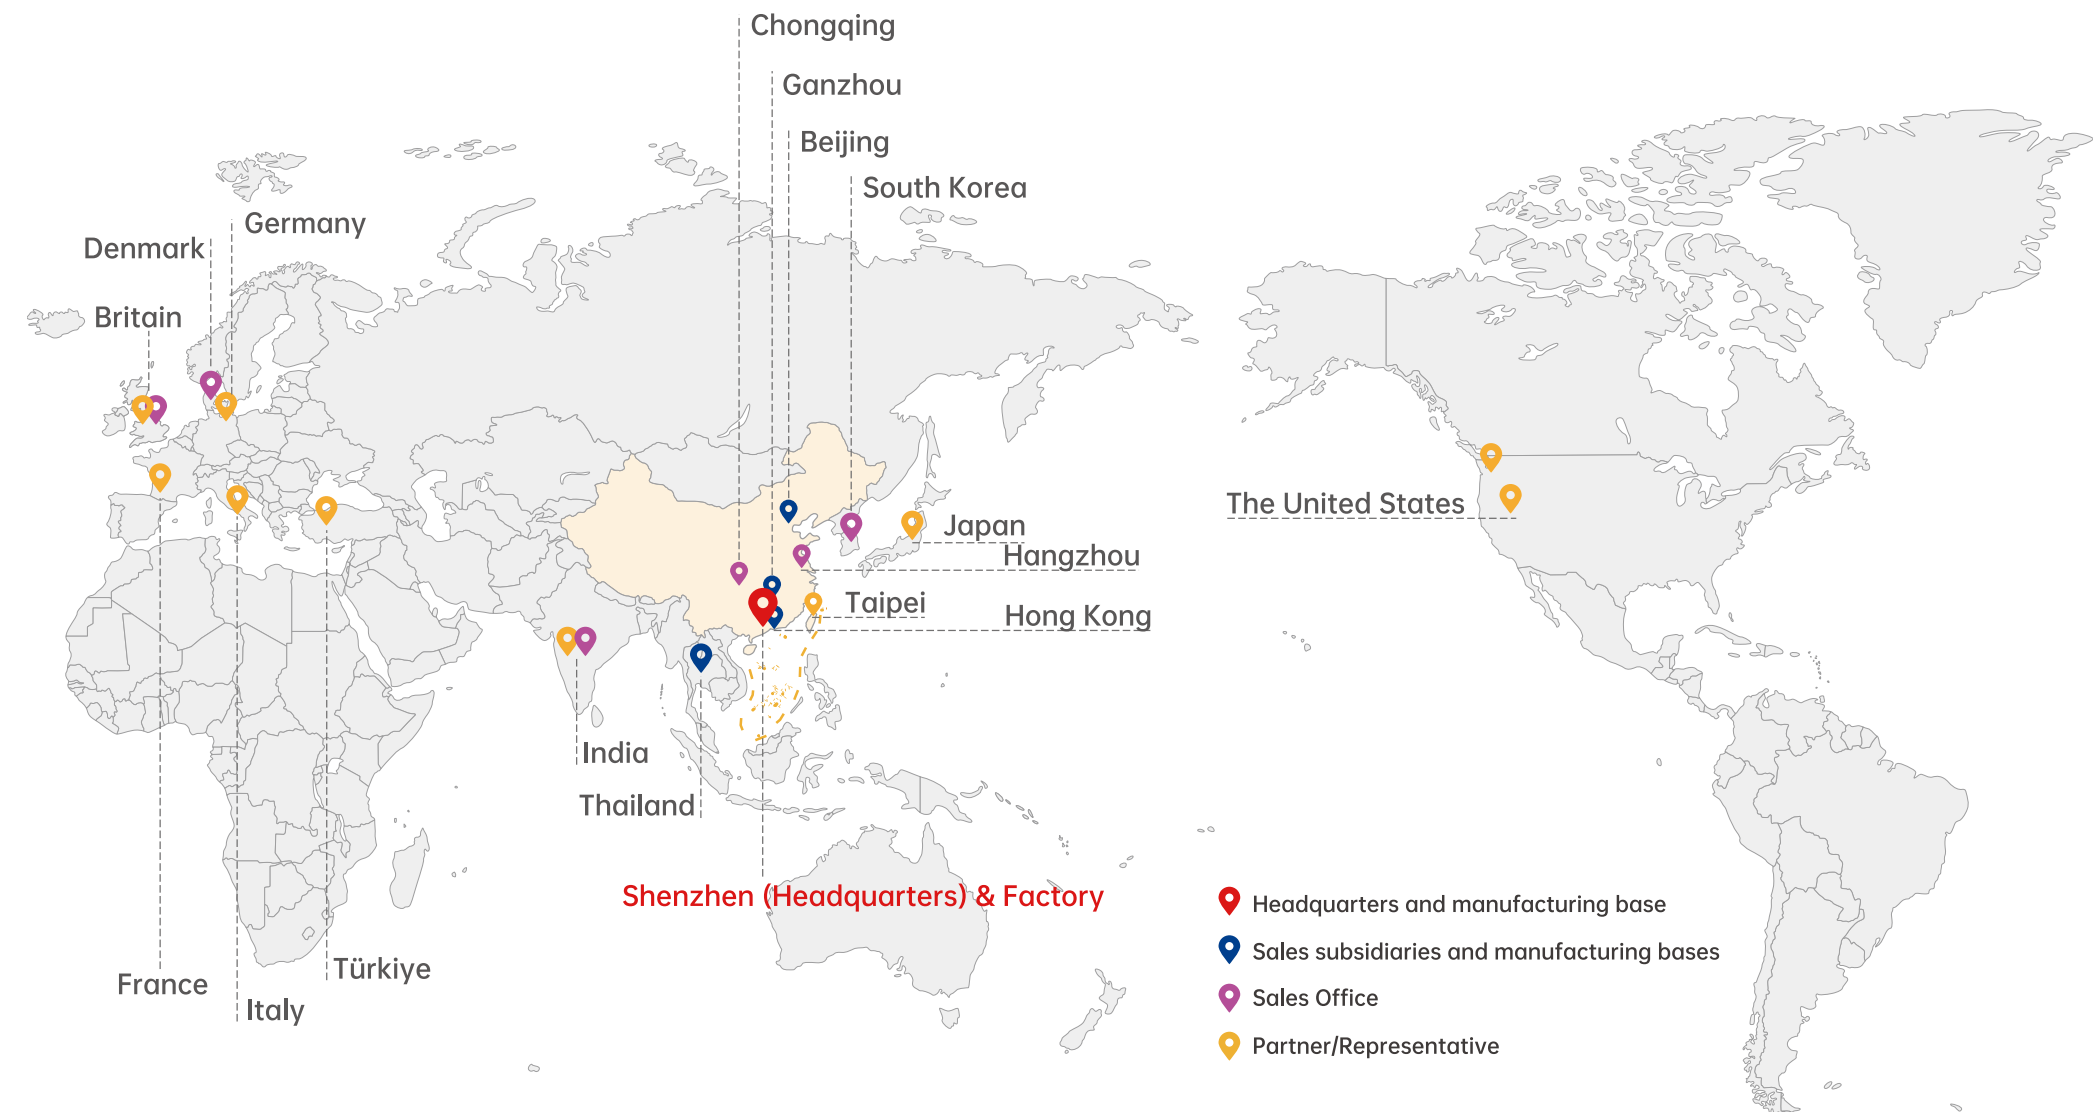 Chongqing
Ganzhou
Beijing
South Korea
Germany
Denmark
Britain
The United States
Japan
Hangzhou
Taipei
Hong Kong
India
Thailand
Shenzhen (Headquarters) & Factory
France
Türkiye
Italy
Headquarters and manufacturing base
Sales subsidiaries and manufacturing bases
Sales Office
Partner/Representative